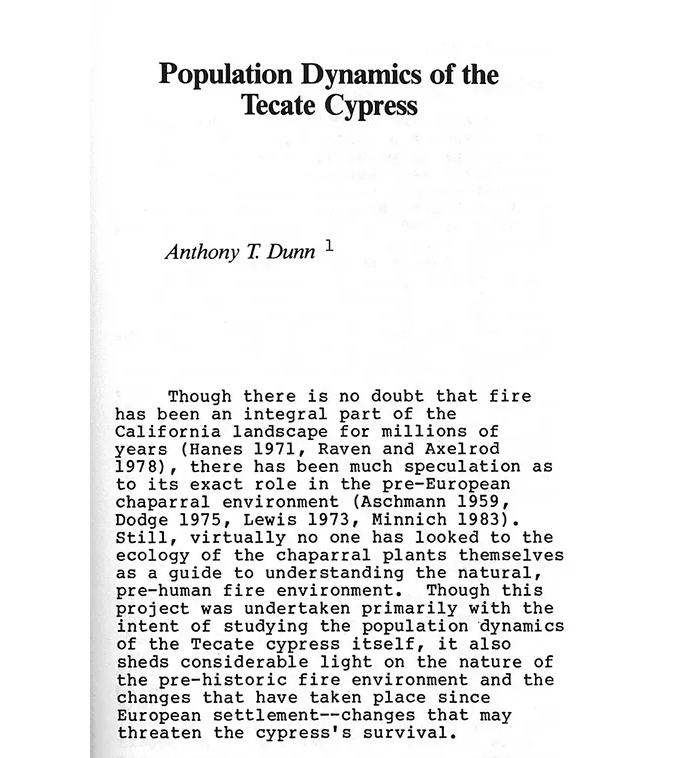 Population Dynamics of the
Tecate Cypress
Anthony T. Dunn 1
Though there is no doubt that fire
has been an integral part of the
California landscape for millions of
years (Hanes 1971, Raven and Axelrod
1978), there has been much speculation as
to its exact role in the pre-European
chaparral environment (Aschmann 1959,
Dodge 1975, Lewis 1973, Minnich 1983).
Still, virtually no one has looked to the
ecology of the chaparral plants themselves
as a guide to understanding the natural,
pre-human fire environment. Though this
project was undertaken primarily with the
intent of studying the population dynamics
of the Tecate cypress itself, it also
sheds considerable light on the nature of
the pre-historic fire environment and the
changes that have taken place since
European settlement--changes that may
threaten the cypress's survival.